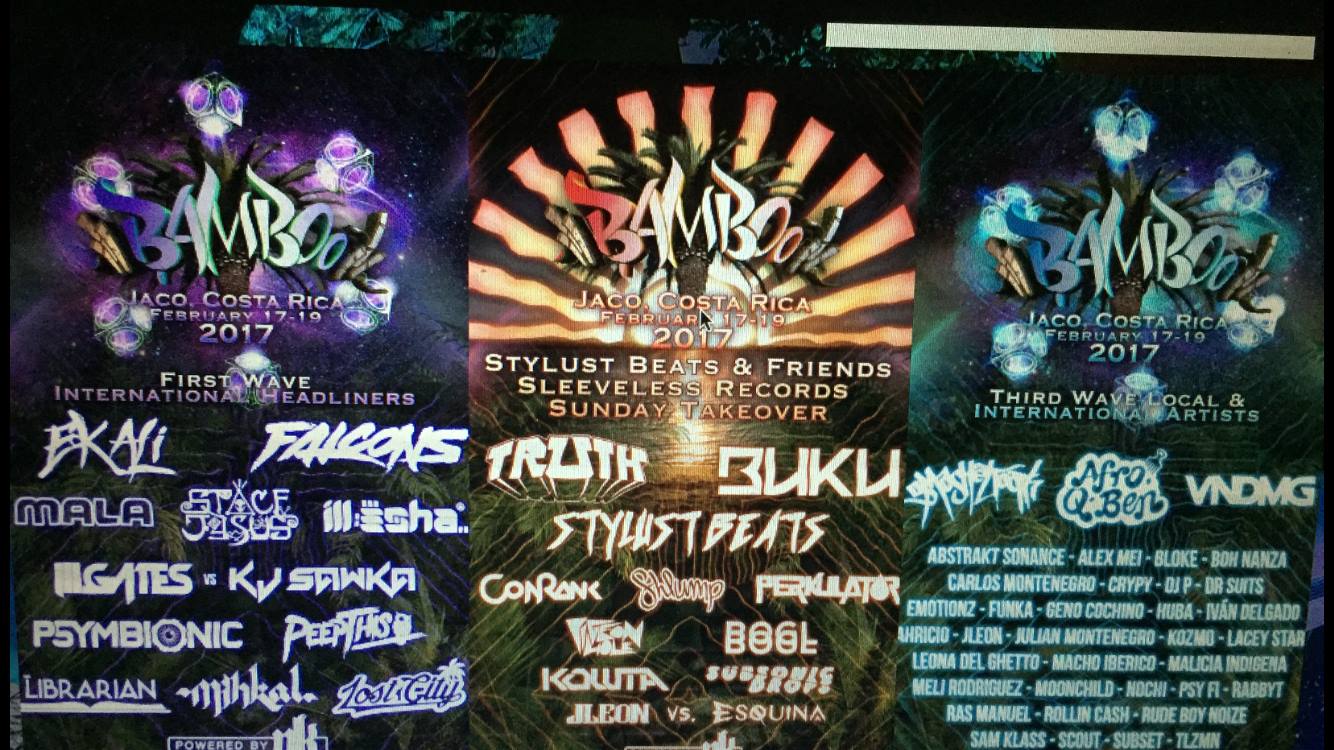 BAMBOO
JACO, COSTA RICA
FEBRUARY 17-19
2017
FIRST WAVE
INTERNATIONAL HEADLINERS
EKALI FALCONS
MALA SPACE JESUS ill-ësha..
ILL.GATES VS KJ SAWKA
PSYMBIONIC PEEPTHIS
LIBRARIAN mihkal Lost City
POWERED BY
BAMBOO
JACO, COSTA RICA
FEBRUARY 17-19
2017
STYLUST BEATS & FRIENDS
SLEEVELESS RECORDS
SUNDAY TAKEOVER
TRUTH BUKU
STYLUST BEATS
CONRANK Shlump PERKULATOR
BOGL
KOWTA SUBSONIC DROPS
JLEON VS. ESQUINA
BAMBOO
JACO, COSTA RICA
FEBRUARY 17-19
2017
THIRD WAVE LOCAL &
INTERNATIONAL ARTISTS
Afro Q-Ben VNDMG
ABSTRAKT SONANCE - ALEX MEI - BLOKE - BOH NANZA
CARLOS MONTENEGRO - CRYPY - DJ P - DR SUITS
EMOTIONZ - FUNKA - GENO COCHINO - HUBA - IVÁN DELGADO
AHRICIO - JLEON - JULIAN MONTENEGRO - KOZMO - LACEY STAR
LEONA DEL GHETTO - MACHO IBERICO - MALICIA INDIGENA
MELI RODRIGUEZ - MOONCHILD - NOCHI - PSY FI - RABBYT
RAS MANUEL - ROLLIN CASH - RUDE BOY NOIZE
SAM KLASS - SCOUT - SUBSET - TLZMN